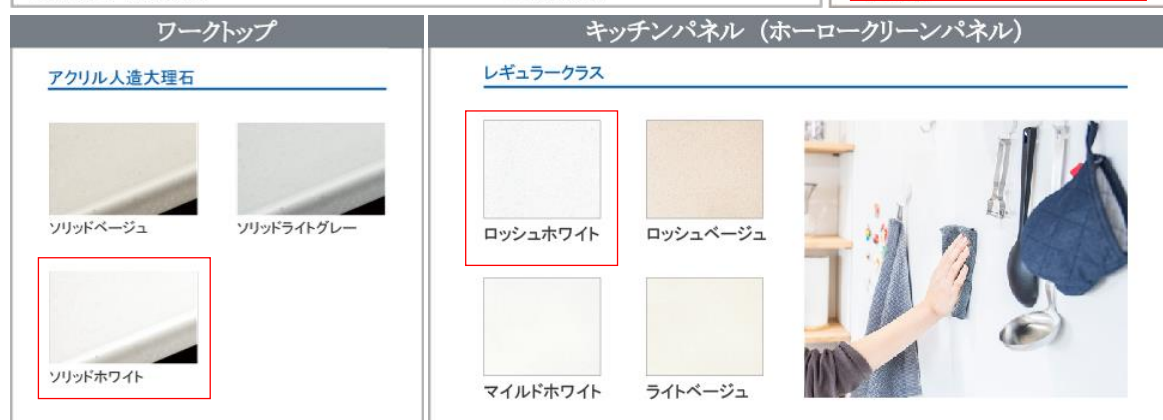 ワークトップ
キッチンパネル（ホーロークリーンパネル）
アクリル人造大理石
レギュラークラス
ソリッドベージュ
ソリッドライトグレー
ロッシュホワイト
ロッシュベージュ
ソリッドホワイト
マイルドホワイト
ライトベージュ